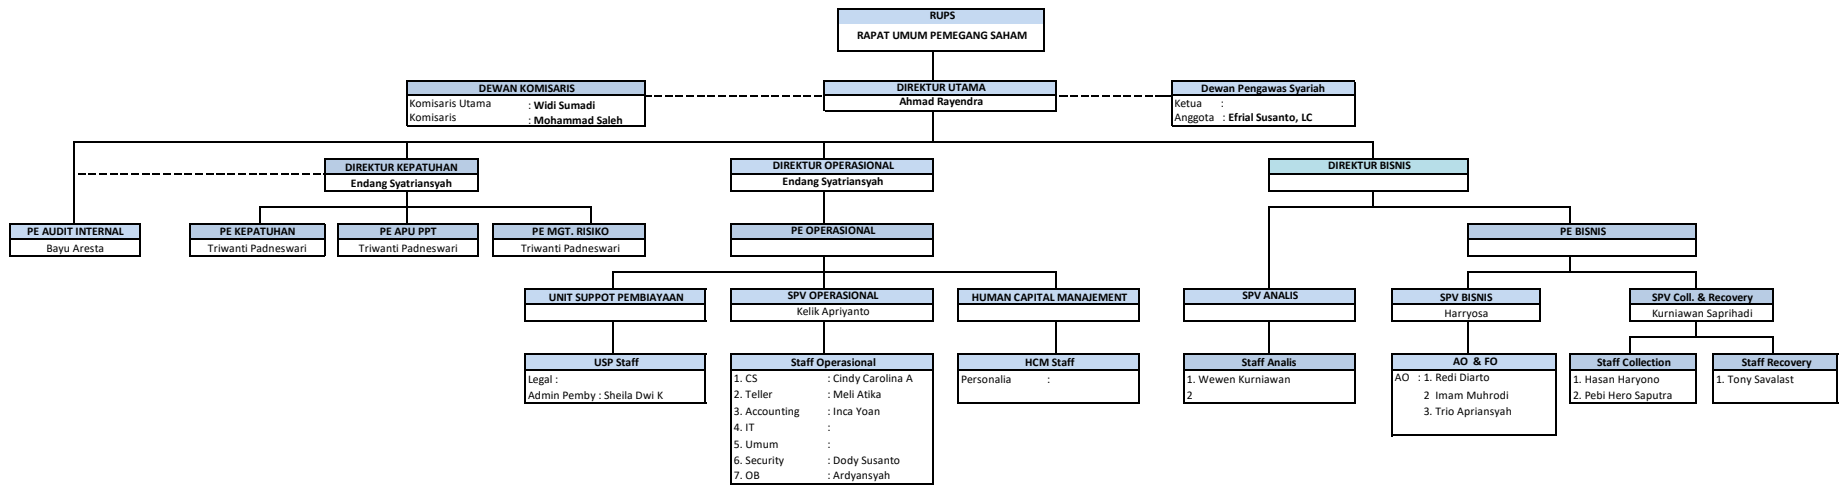 RUPS
RAPAT UMUM PEMEGANG SAHAM
DEWAN KOMISARIS
Komisaris Utama : Widi Sumadi
Komisaris : Mohammad Saleh
DIREKTUR UTAMA
Ahmad Rayendra
Dewan Pengawas Syariah
Ketua :
Anggota : Efrial Susanto, LC
DIREKTUR KEPATUHAN
Endang Syatriansyah
DIREKTUR OPERASIONAL
Endang Syatriansyah
DIREKTUR BISNIS
PE AUDIT INTERNAL
Bayu Aresta
PE KEPATUHAN
Triwanti Padneswari
PE APU PPT
Triwanti Padneswari
PE MGT. RISIKO
Triwanti Padneswari
PE OPERASIONAL
PE BISNIS
UNIT SUPPOT PEMBIAYAAN
SPV OPERASIONAL
Kelik Apriyanto
HUMAN CAPITAL MANAJEMENT
SPV ANALIS
SPV BISNIS
Harryosa
SPV Coll. & Recovery
Kurniawan Saprihadi
USP Staff
Legal :
Admin Pemby : Sheila Dwi K
Staff Operasional
1. CS : Cindy Carolina A
2. Teller : Meli Atika
3. Accounting : Inca Yoan
4. IT :
5. Umum :
6. Security : Dody Susanto
7. OB : Ardyansyah
HCM Staff
Personalia :
Staff Analis
1. Wewen Kurniawan
2
AO & FO
AO : 1. Redi Diarto
2 Imam Muhrodi
3. Trio Apriansyah
Staff Collection
1. Hasan Haryono
2. Pebi Hero Saputra
Staff Recovery
1. Tony Savalast